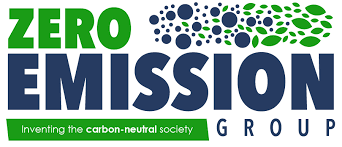 ZERO
EMISSION
Inventing the carbon-neutral society
GROUP